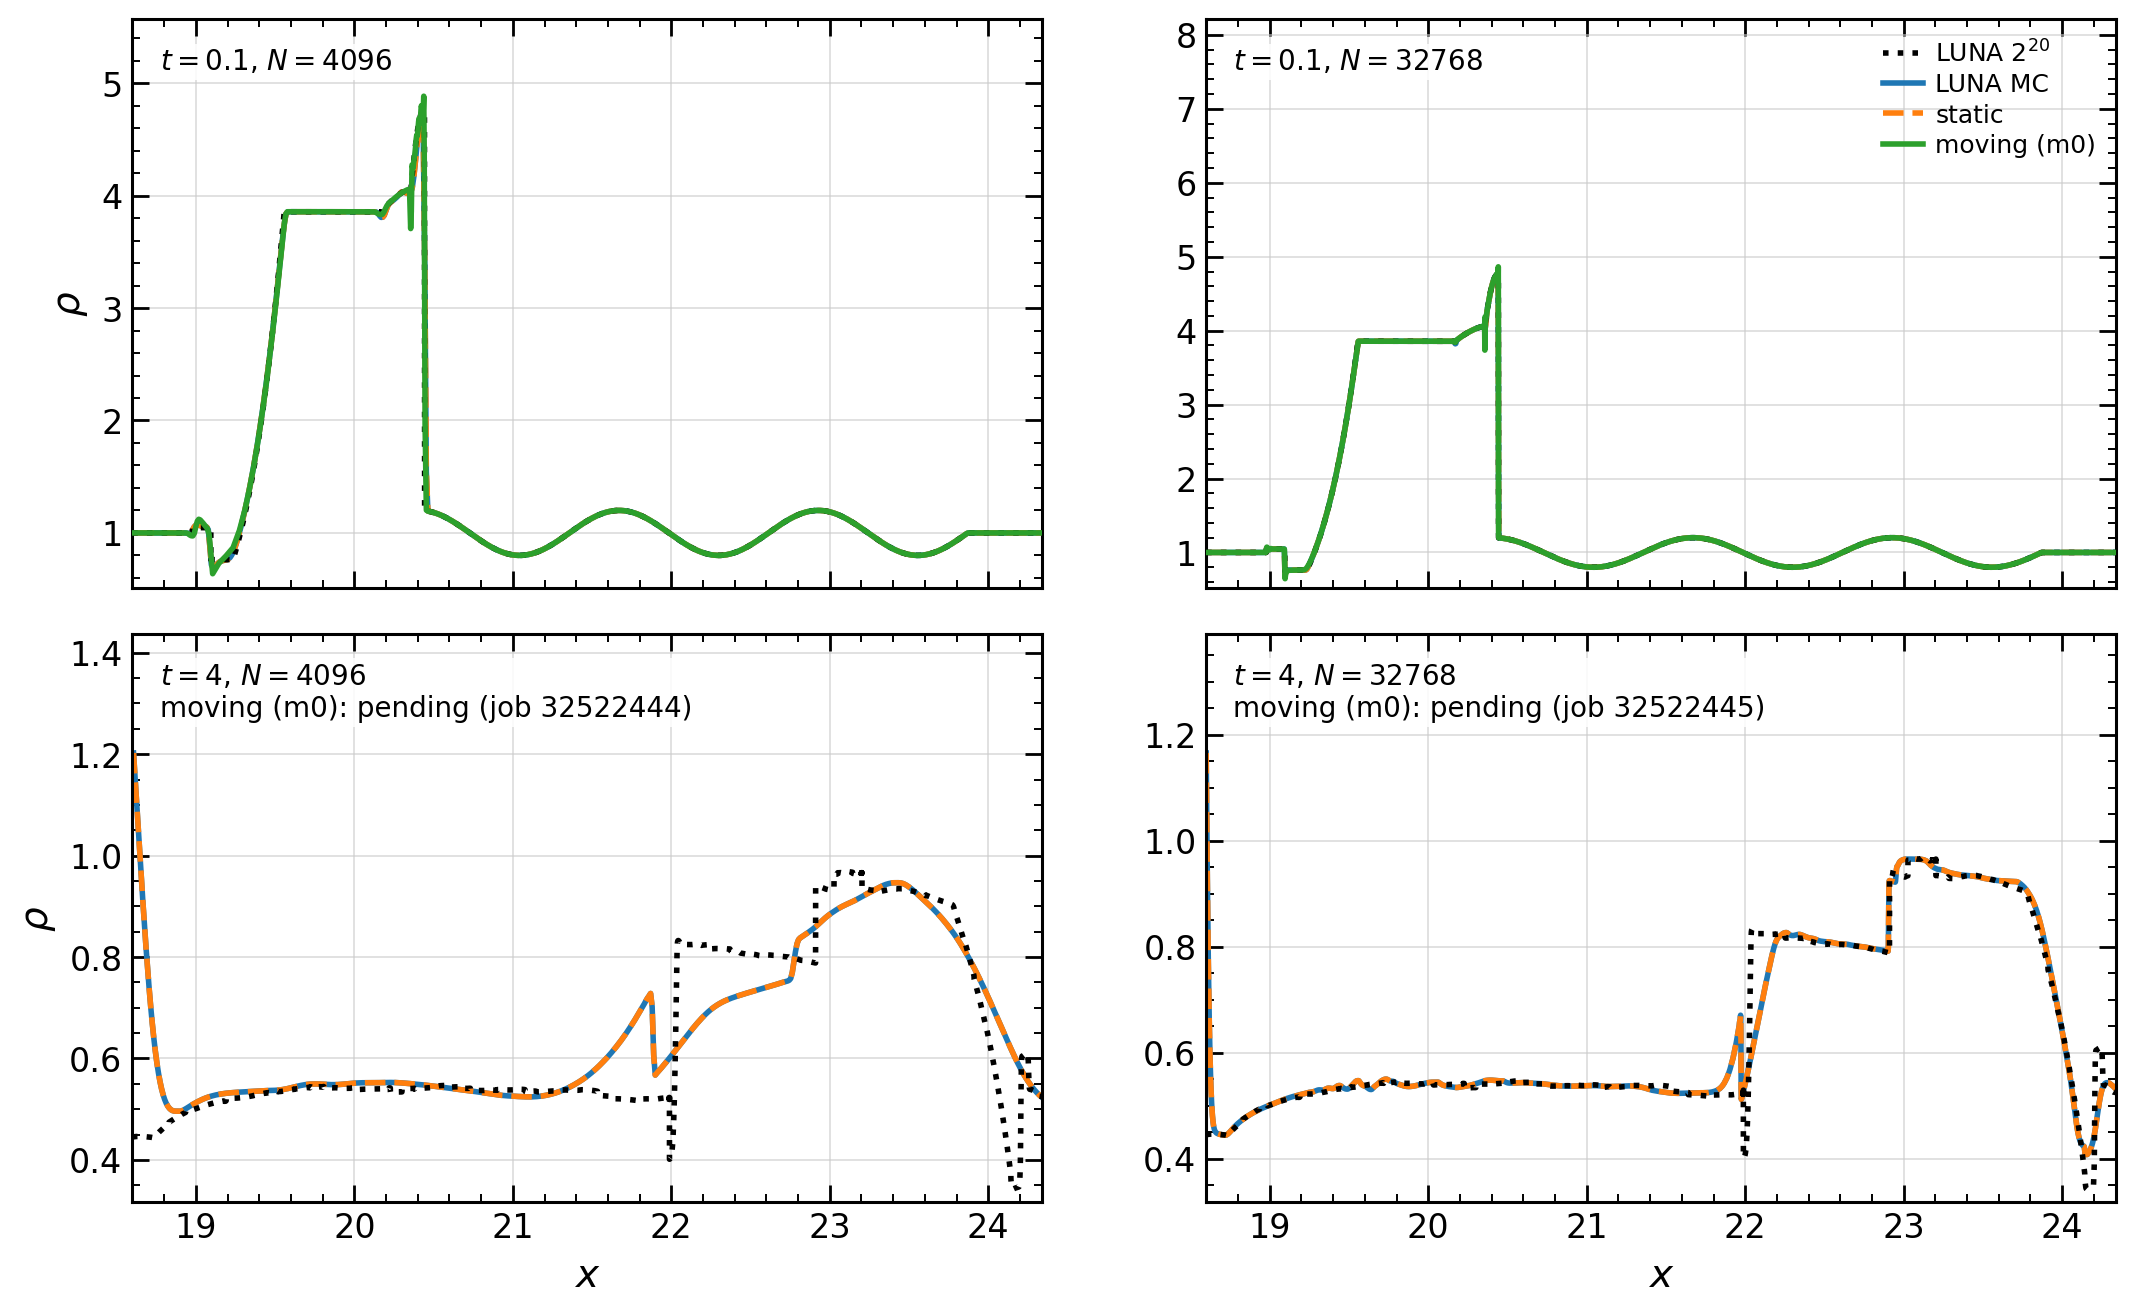 t = 0.1, N = 4096
5
4
3
2
1
ρ
t = 0.1, N = 32768
LUNA 2^20
LUNA MC
static
moving (m0)
8
7
6
5
4
3
2
1
t = 4, N = 4096
moving (m0): pending (job 32522444)
1.4
1.2
1.0
0.8
0.6
0.4
ρ
19 20 21 22 23 24
x
t = 4, N = 32768
moving (m0): pending (job 32522445)
1.2
1.0
0.8
0.6
0.4
19 20 21 22 23 24
x